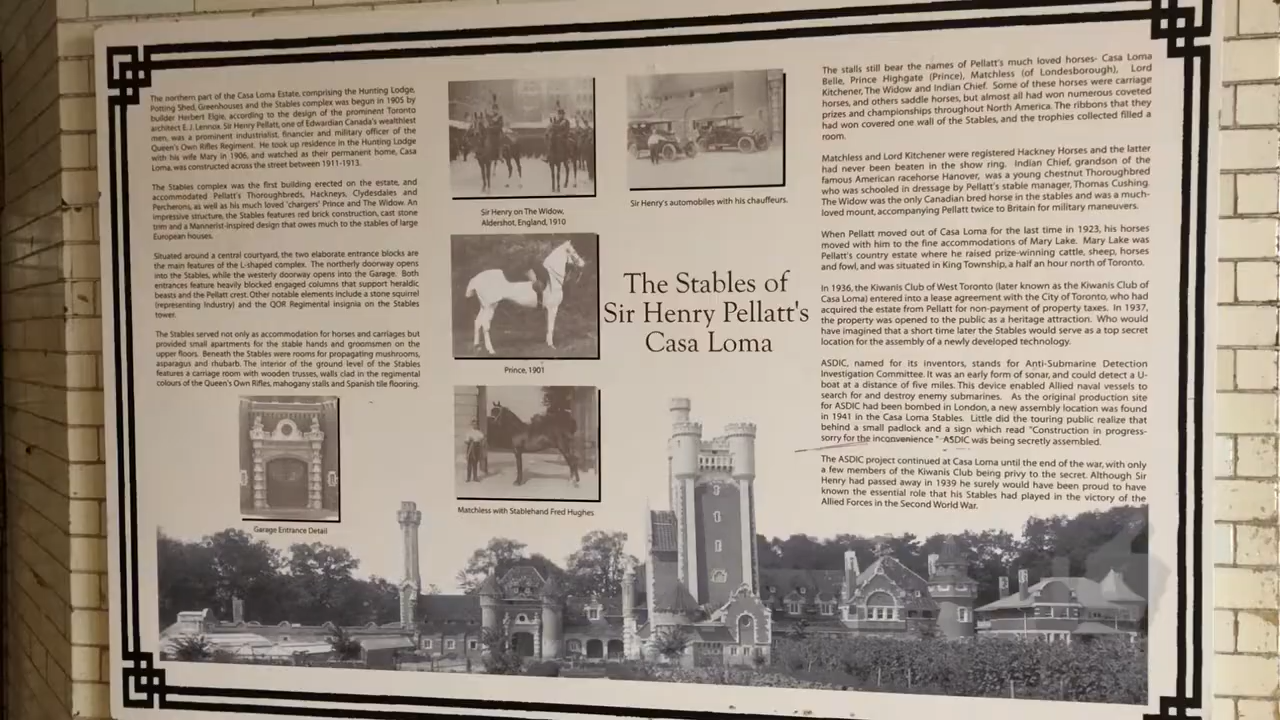 The northern part of the Casa Loma Estate, comprising the Hunting Lodge,
Potting Shed, Greenhouses and the Stables complex was begun in 1905 by
builder Herbert Elgie, according to the design of the prominent Toronto
architect E. J. Lennox. Sir Henry Pellatt, one of Edwardian Canada's wealthiest
men, was a prominent industrialist, financier and military officer of the
Queen's Own Rifles Regiment. He took up residence in the Hunting Lodge
with his wife Mary in 1906, and watched as their permanent home, Casa
Loma, was constructed across the street between 1911-1913.
The Stables complex was the first building erected on the estate, and
accommodated Pellatt's Thoroughbreds, Hackneys, Clydesdales and
Percherons, as well as his much loved 'chargers' Prince and The Widow. An
impressive structure, the Stables features red brick construction, cast stone
trim and a Mannerist-inspired design that owes much to the stables of large
European houses.
Situated around a central courtyard, the two elaborate entrance blocks are
the main features of the L-shaped complex. The northerly doorway opens
into the Stables, while the westerly doorway opens into the Garage. Both
entrances feature heavily blocked engaged columns that support heraldic
beasts and the Pellatt crest. Other notable elements include a stone squirrel
(representing Industry) and the QOR Regimental insignia on the Stables
tower.
The Stables served not only as accommodation for horses and carriages but
provided small apartments for the stable hands and groomsmen on the
upper floors. Beneath the Stables were rooms for propagating mushrooms,
asparagus and rhubarb. The interior of the ground level of the Stables
features a carriage room with wooden trusses, walls clad in the regimental
colours of the Queen's Own Rifles, mahogany stalls and Spanish tile flooring.
Garage Entrance Detail
Sir Henry on The Widow,
Aldershot, England, 1910
Prince, 1901
Matchless with Stablehand Fred Hughes
Sir Henry's automobiles with his chauffeurs.
The Stables of
Sir Henry Pellatt's
Casa Loma
The stalls still bear the names of Pellatt's much loved horses- Casa Loma
Belle, Prince Highgate (Prince), Matchless (of Londesborough), Lord
Kitchener, The Widow and Indian Chief. Some of these horses were carriage
horses, and others saddle horses, but almost all had won numerous coveted
prizes and championships throughout North America. The ribbons that they
had won covered one wall of the Stables, and the trophies collected filled a
room.
Matchless and Lord Kitchener were registered Hackney Horses and the latter
had never been beaten in the show ring. Indian Chief, grandson of the
famous American racehorse Hanover, was a young chestnut Thoroughbred
who was schooled in dressage by Pellatt's stable manager, Thomas Cushing.
The Widow was the only Canadian bred horse in the stables and was a much-
loved mount, accompanying Pellatt twice to Britain for military maneuvers.
When Pellatt moved out of Casa Loma for the last time in 1923, his horses
moved with him to the fine accommodations of Mary Lake. Mary Lake was
Pellatt's country estate where he raised prize-winning cattle, sheep, horses
and fowl, and was situated in King Township, a half an hour north of Toronto.
In 1936, the Kiwanis Club of West Toronto (later known as the Kiwanis Club of
Casa Loma) entered into a lease agreement with the City of Toronto, who had
acquired the estate from Pellatt for non-payment of property taxes. In 1937,
the property was opened to the public as a heritage attraction. Who would
have imagined that a short time later the Stables would serve as a top secret
location for the assembly of a newly developed technology.
ASDIC, named for its inventors, stands for Anti-Submarine Detection
Investigation Committee. It was an early form of sonar, and could detect a U-
boat at a distance of five miles. This device enabled Allied naval vessels to
search for and destroy enemy submarines. As the original production site
for ASDIC had been bombed in London, a new assembly location was found
in 1941 in the Casa Loma Stables. Little did the touring public realize that
behind a small padlock and a sign which read "Construction in progress-
sorry for the inconvenience" ASDIC was being secretly assembled.
The ASDIC project continued at Casa Loma until the end of the war, with only
a few members of the Kiwanis Club being privy to the secret. Although Sir
Henry had passed away in 1939 he surely would have been proud to have
known the essential role that his Stables had played in the victory of the
Allied Forces in the Second World War.